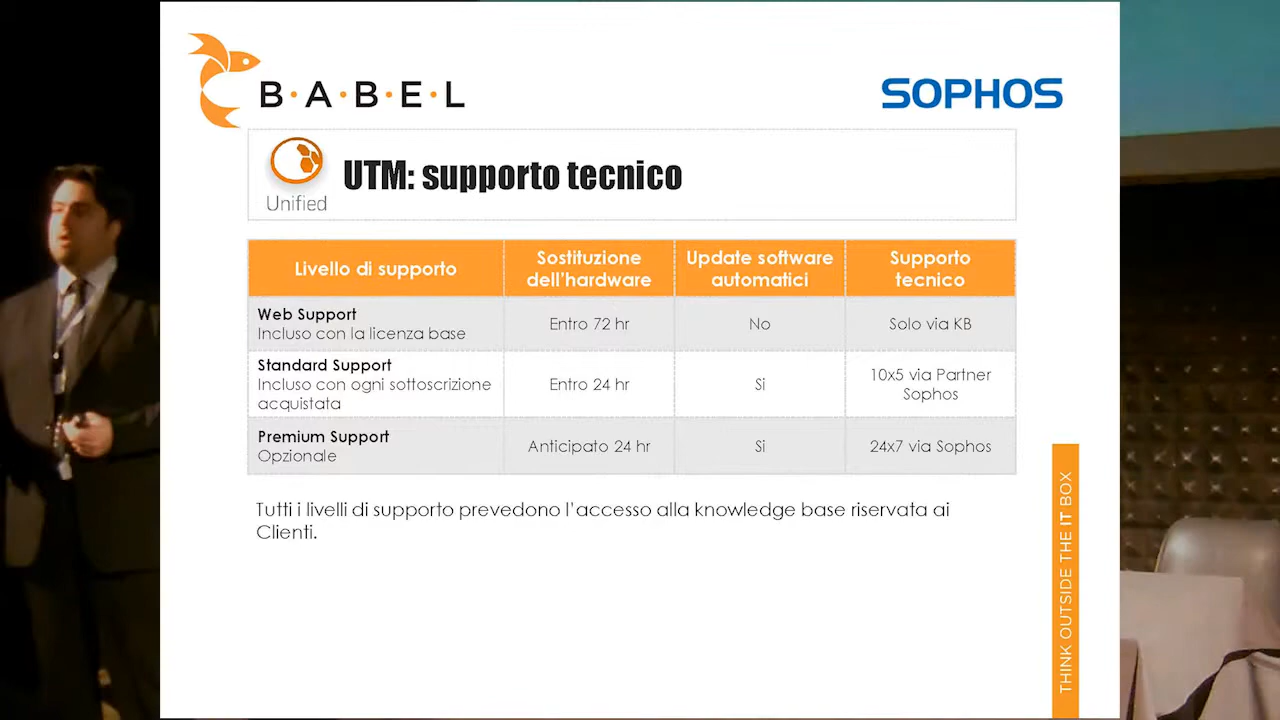 B·A·B·E·L
SOPHOS
UTM: supporto tecnico
Unified
Livello di supporto
Sostituzione
dell'hardware
Update software
automatici
Supporto
tecnico
Web Support
Incluso con la licenza base
Entro 72 hr
No
Solo via KB
Standard Support
Incluso con ogni sottoscrizione
acquistata
Entro 24 hr
Si
10x5 via Partner
Sophos
Premium Support
Opzionale
Anticipato 24 hr
Si
24x7 via Sophos
Tutti i livelli di supporto prevedono l'accesso alla knowledge base riservata ai
Clienti.
THINK OUTSIDE THE IT BOX